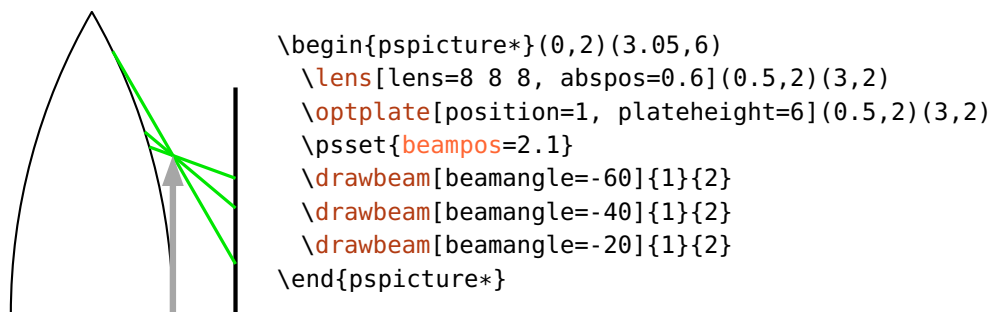 \begin{pspicture*}(0,2)(3.05,6)
  \lens[lens=8 8 8, abspos=0.6](0.5,2)(3,2)
  \optplate[position=1, plateheight=6](0.5,2)(3,2)
  \psset{beampos=2.1}
  \drawbeam[beamangle=-60]{1}{2}
  \drawbeam[beamangle=-40]{1}{2}
  \drawbeam[beamangle=-20]{1}{2}
\end{pspicture*}